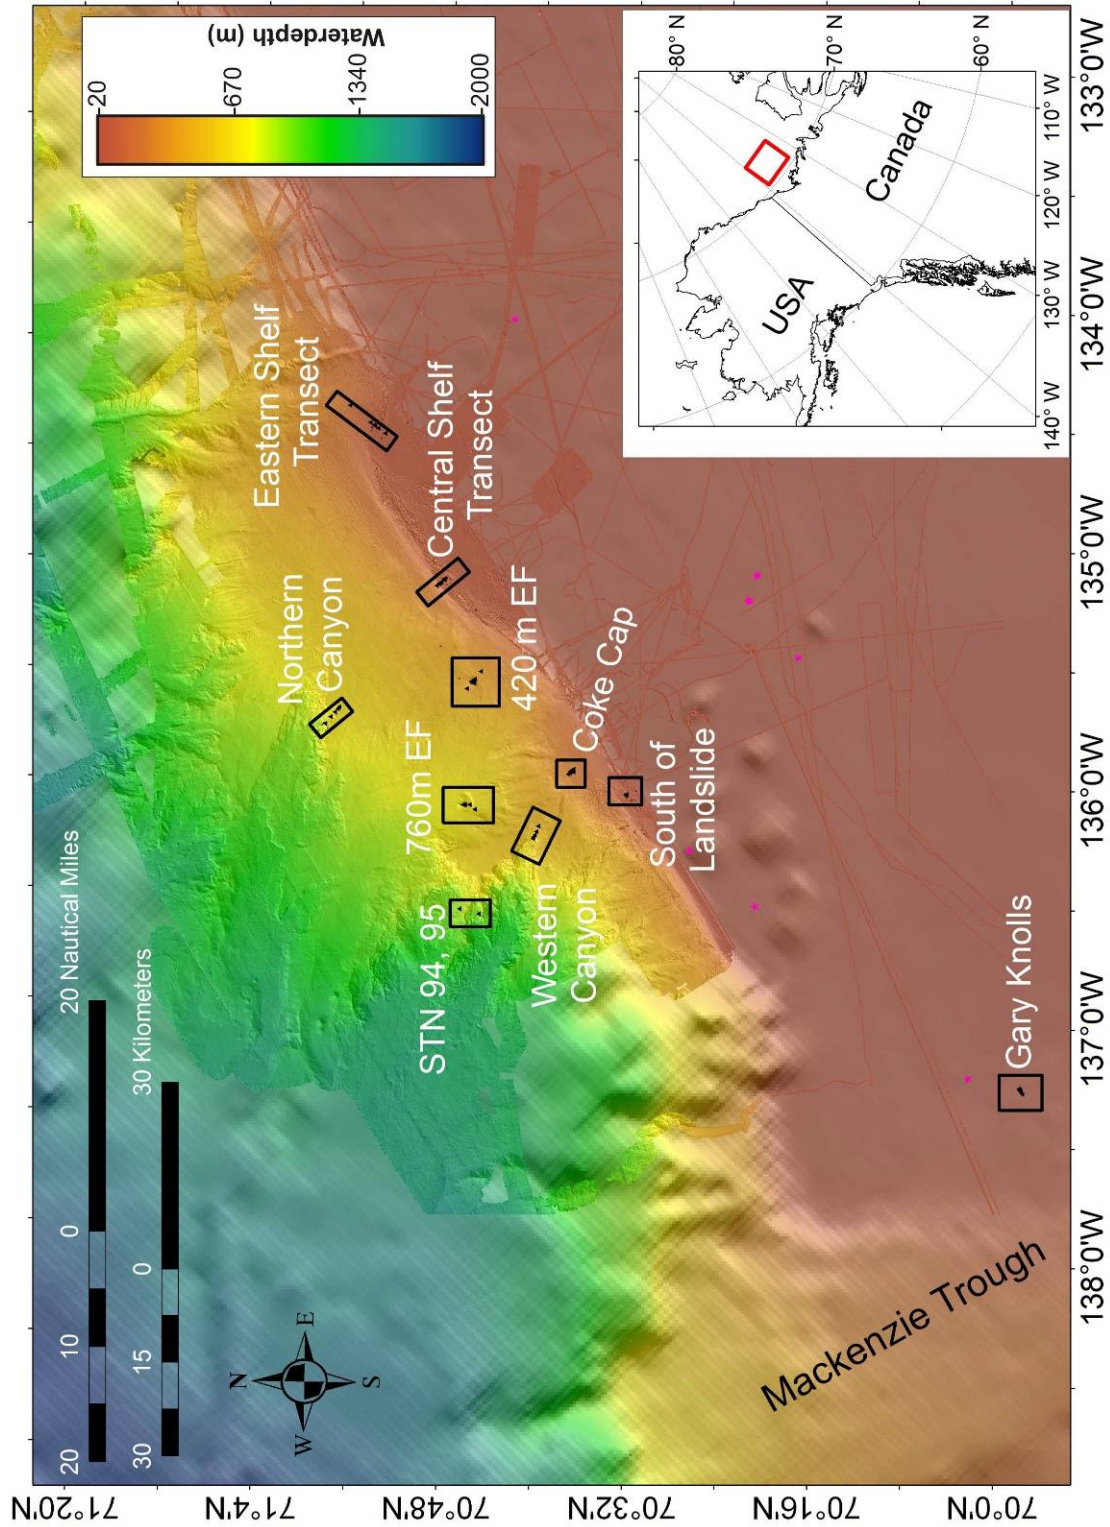 20 Nautical Miles
0
10
20
30 Kilometers
0
15
30
N
E
S
W
20
670
1340
2000
Waterdepth (m)
Eastern Shelf
Transect
Central Shelf
Transect
Northern
Canyon
420 m EF
760m EF
Coke Cap
South of
Landslide
STN 94, 95
Western
Canyon
Gary Knolls
Mackenzie Trough
USA
Canada
80° N
70° N
60° N
110° W
120° W
130° W
140° W
71°20'N
71°4'N
70°48'N
70°32'N
70°16'N
70°0'N
138°0'W
137°0'W
136°0'W
135°0'W
134°0'W
133°0'W